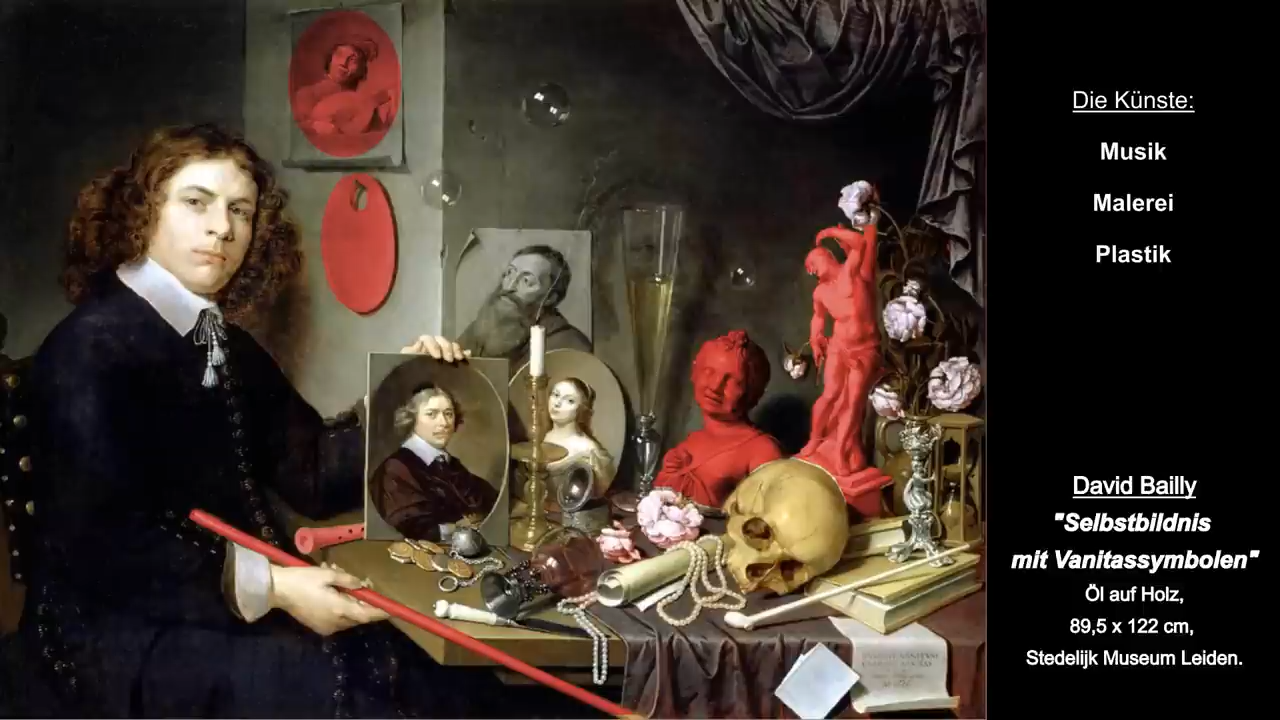 Die Künste:
Musik
Malerei
Plastik
David Bailly
"Selbstbildnis
mit Vanitassymbolen"
Öl auf Holz,
89,5 x 122 cm,
Stedelijk Museum Leiden.